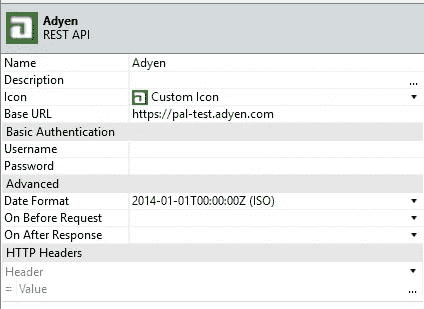 Adyen
REST API
Name Adyen
Description ...
Icon Custom Icon
Base URL https://pal-test.adyen.com
Basic Authentication
Username
Password
Advanced
Date Format 2014-01-01T00:00:00Z (ISO)
On Before Request
On After Response
HTTP Headers
Header
= Value ...